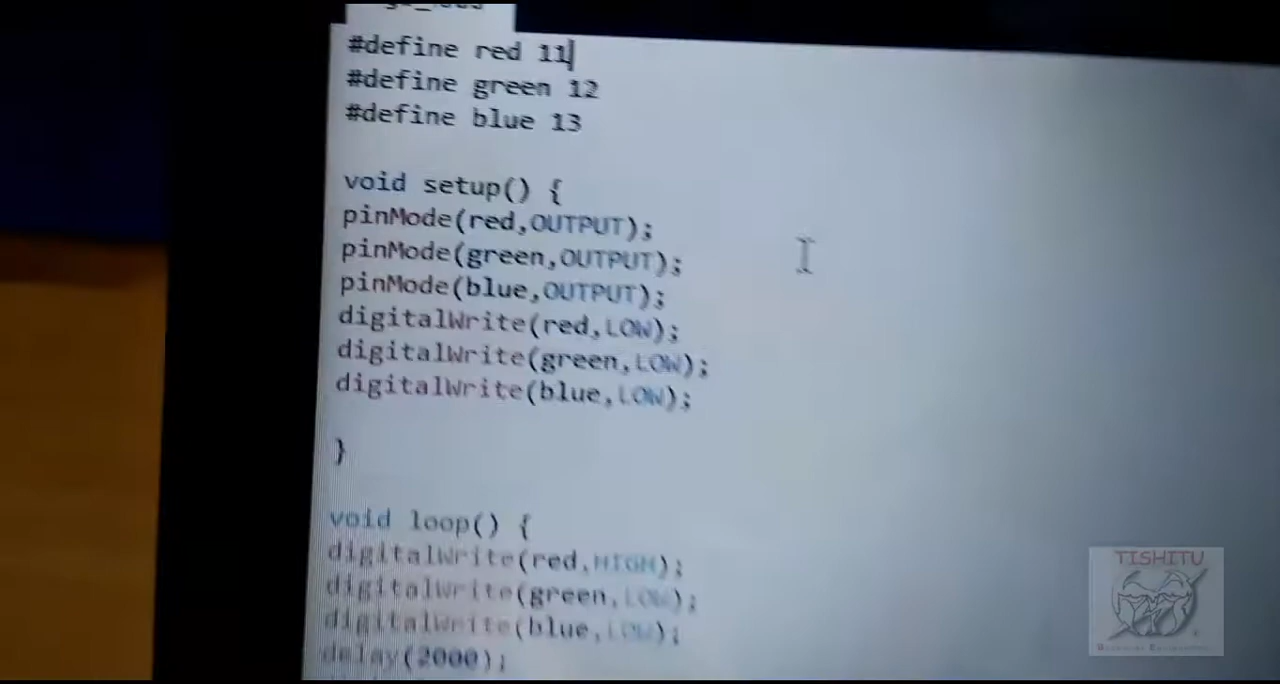 #define red 11
#define green 12
#define blue 13
void setup() {
pinMode(red,OUTPUT);
pinMode(green,OUTPUT);
pinMode(blue,OUTPUT);
digitalWrite(red,LOW);
digitalWrite(green,LOW);
digitalWrite(blue,LOW);
}
void loop() {
digitalWrite(red,HIGH);
digitalWrite(green,LOW);
digitalWrite(blue,LOW);
delay(2000);
TISHITU